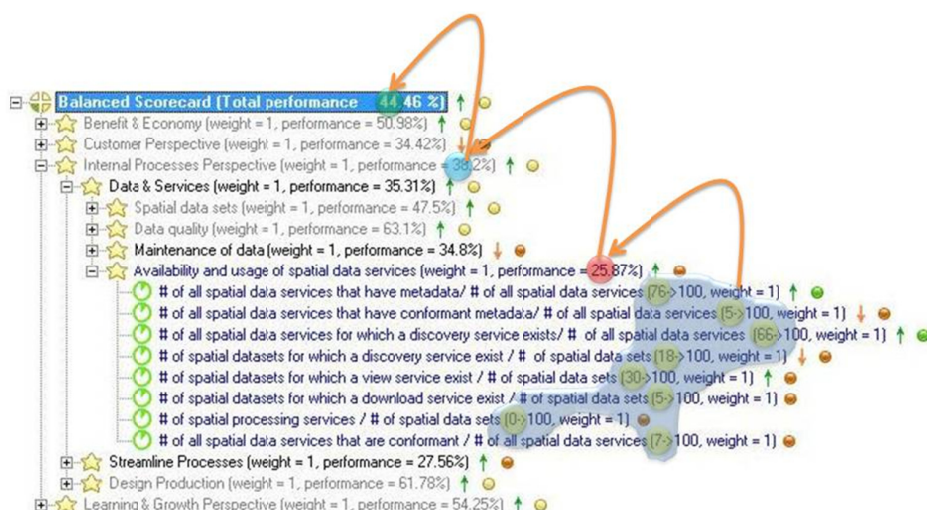 Balanced Scorecard (Total performance 44.46 %)
Benefit & Economy (weight = 1, performance = 50.98%)
Customer Perspective (weight = 1, performance = 34.42%)
Internal Processes Perspective (weight = 1, performance = 38.2%)
Data & Services (weight = 1, performance = 35.31%)
Spatial data sets (weight = 1, performance = 47.5%)
Data quality (weight = 1, performance = 63.1%)
Maintenance of data(weight = 1, performance = 34.8%)
Availability and usage of spatial data services (weight = 1, performance = 25.87%)
# of all spatial data services that have metadata/ # of all spatial data services (76->100, weight = 1)
# of all spatial data services that have conformant metadata/ # of all spatial data services (5->100, weight = 1)
# of all spatial data services for which a discovery service exists/ # of all spatial data services (66->100, weight = 1)
# of spatial datasets for which a discovery service exist / # of spatial data sets (18->100, weight = 1)
# of spatial datasets for which a view service exist / # of spatial data sets (30->100, weight = 1)
# of spatial datasets for which a download service exist / # of spatial data sets (5->100, weight = 1)
# of spatial processing services / # of spatial data sets (0->100, weight = 1)
# of all spatial data services that are conformant / # of all spatial data services (7->100, weight = 1)
Streamline Processes (weight = 1, performance = 27.56%)
Design Production (weight = 1, performance = 61.78%)
Learning & Growth Perspective (weight = 1, performance = 54.25%)